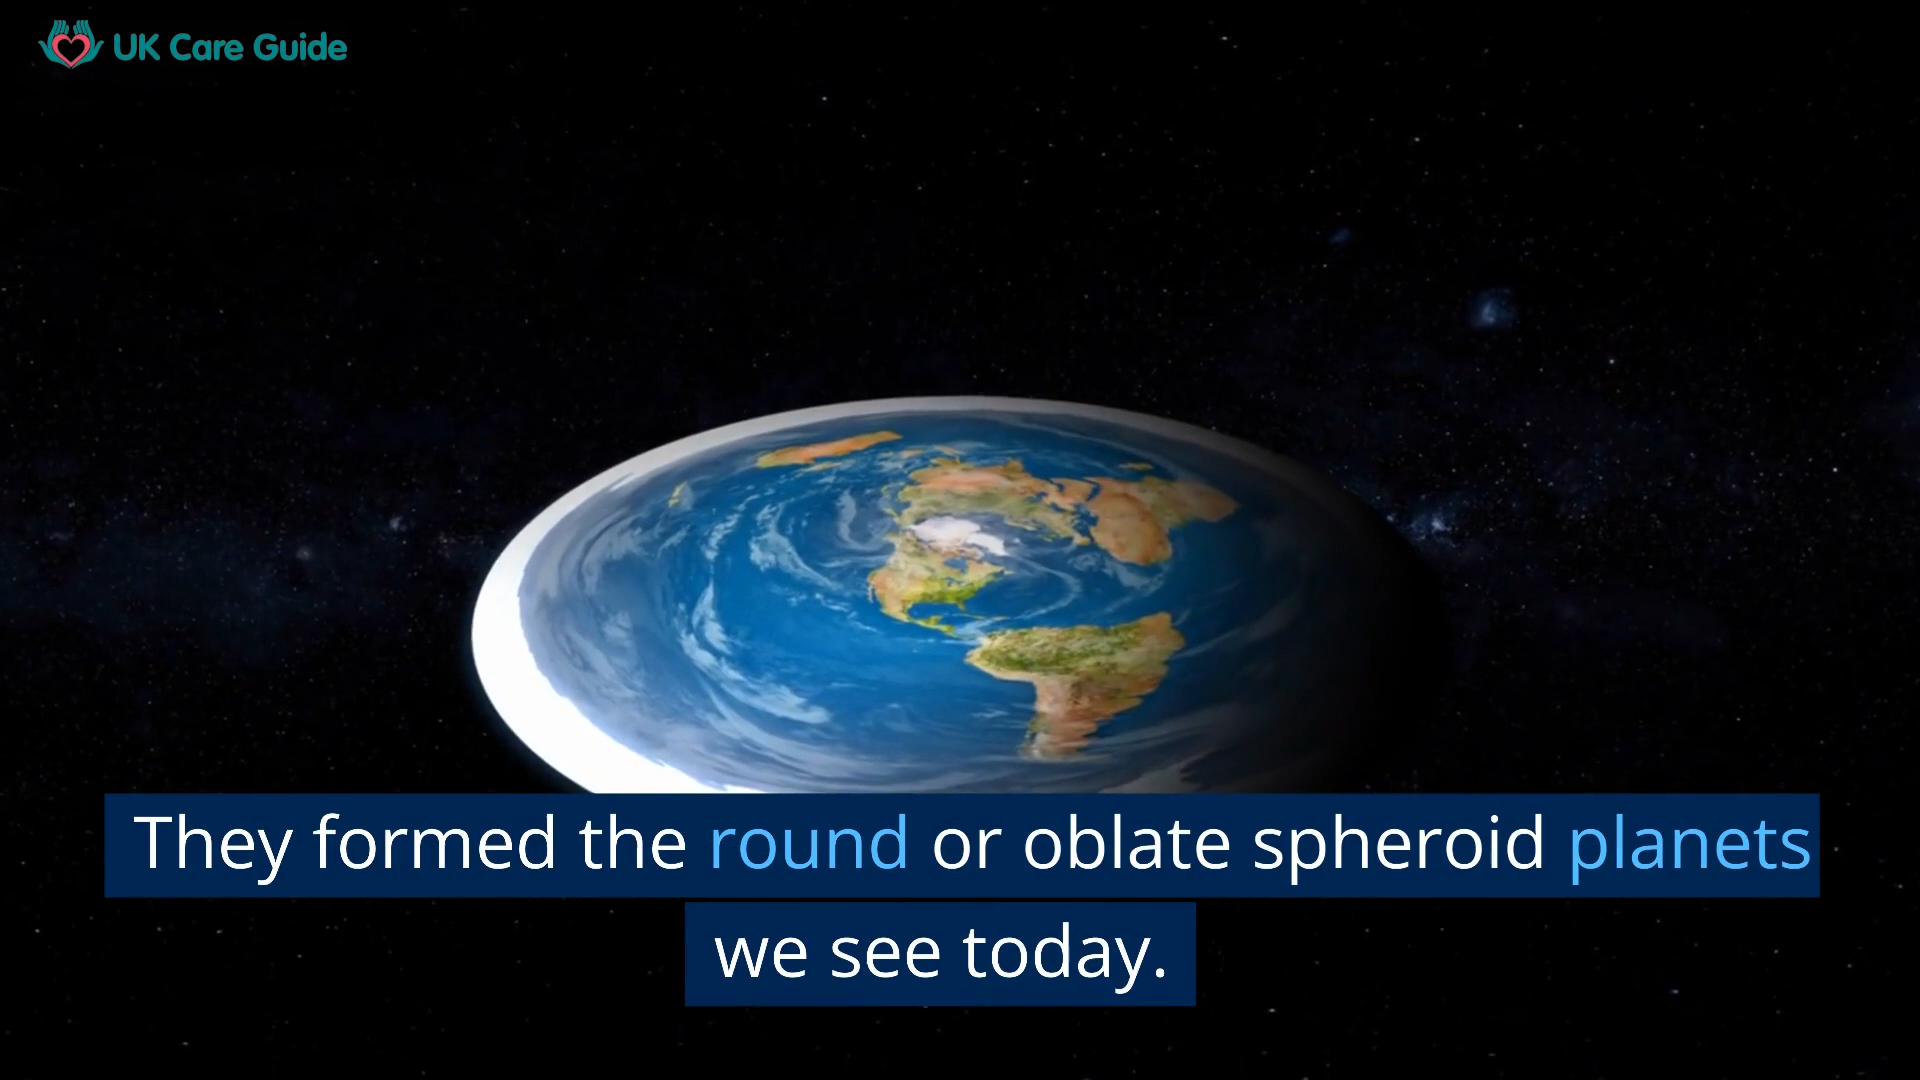 UK Care Guide
They formed the round or oblate spheroid planets
we see today.